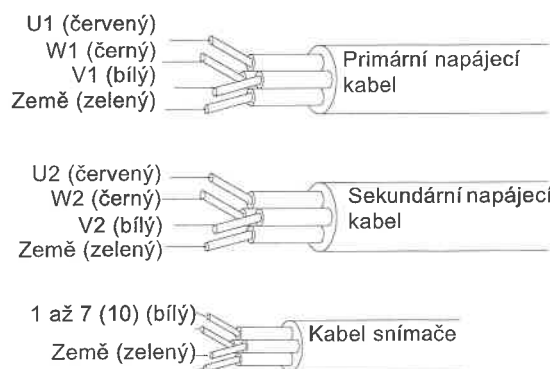 U1 (červený)
W1 (černý)
V1 (bílý)
Země (zelený)
Primární napájecí
kabel
U2 (červený)
W2 (černý)
V2 (bílý)
Země (zelený)
Sekundární napájecí
kabel
1 až 7 (10) (bílý)
Země (zelený)
Kabel snímače